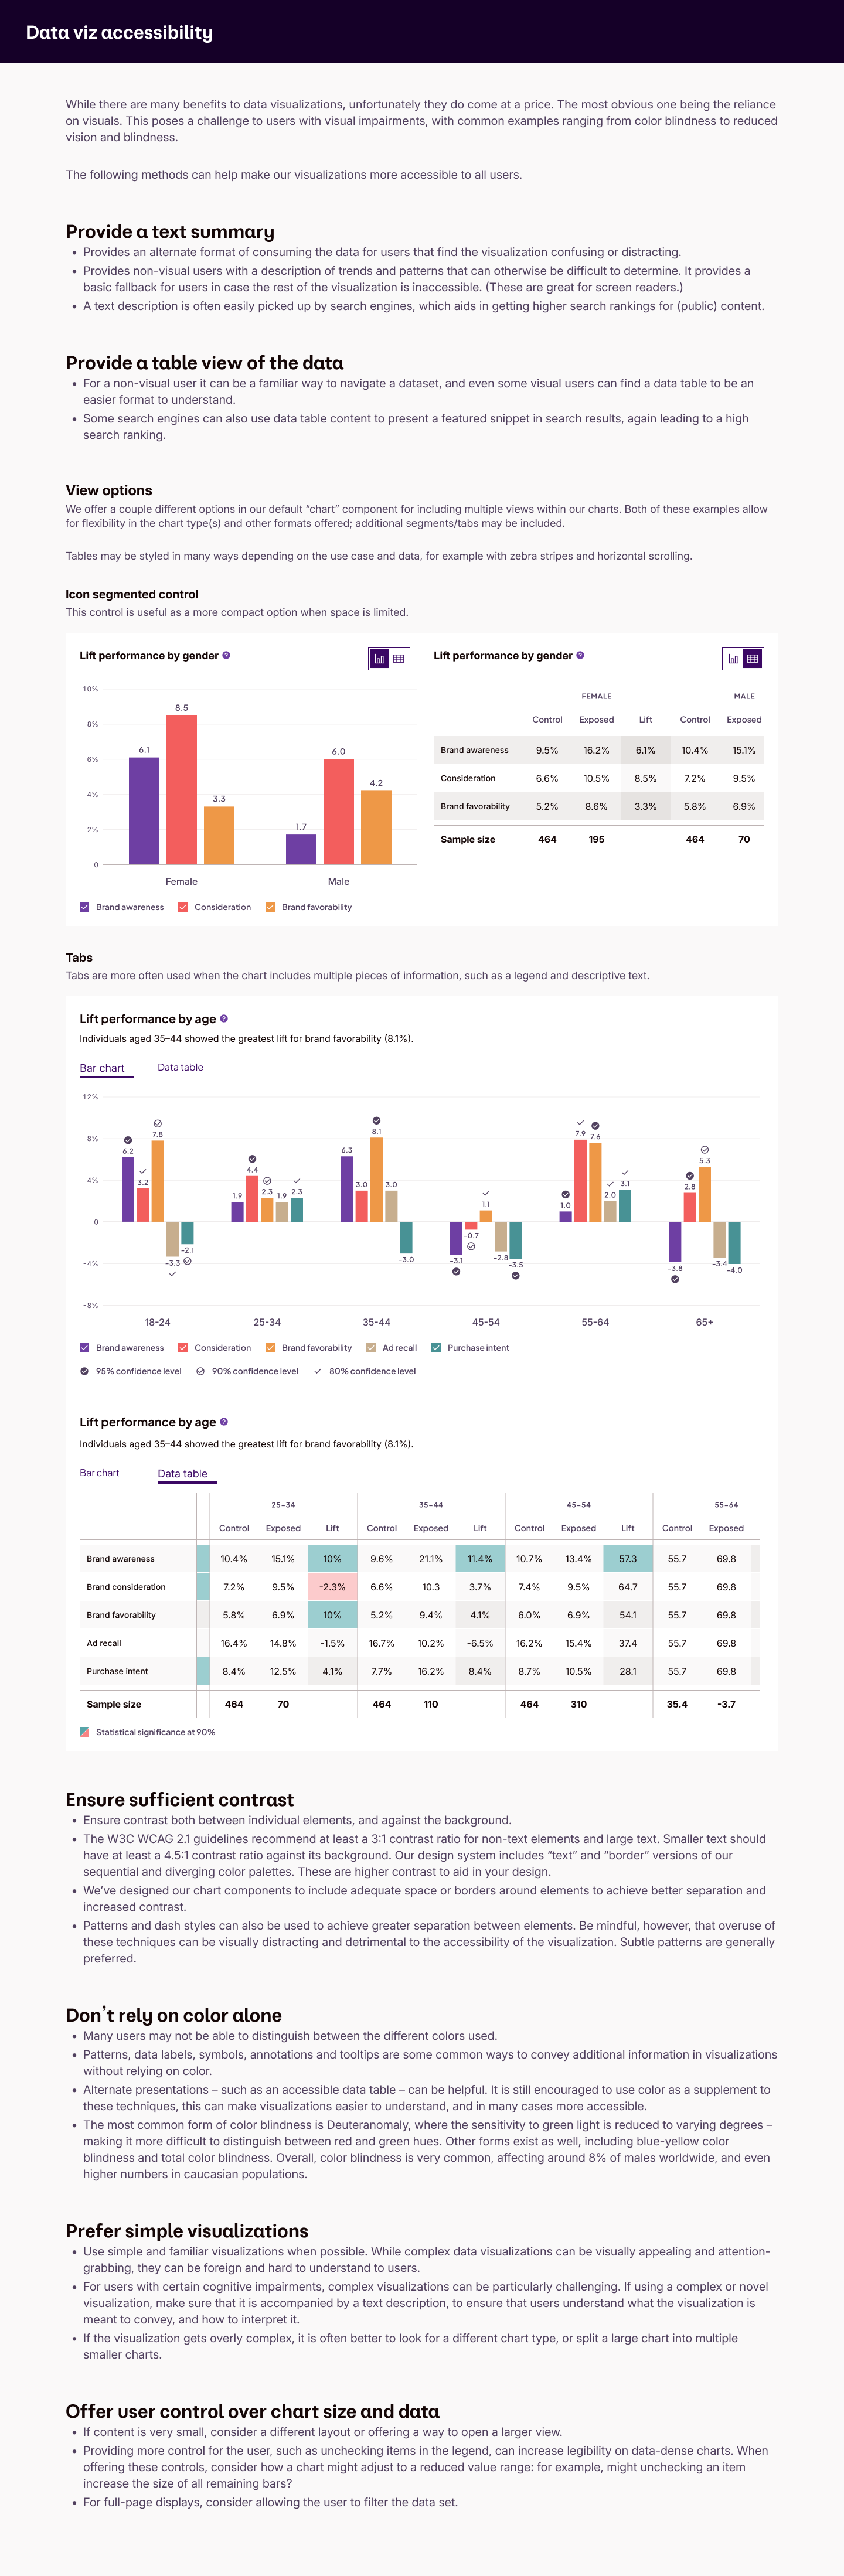 Data viz accessibility
While there are many benefits to data visualizations, unfortunately they do come at a price. The most obvious one being the reliance
on visuals. This poses a challenge to users with visual impairments, with common examples ranging from color blindness to reduced
vision and blindness.
The following methods can help make our visualizations more accessible to all users.
Provide a text summary
• Provides an alternate format of consuming the data for users that find the visualization confusing or distracting.
• Provides non-visual users with a description of trends and patterns that can otherwise be difficult to determine. It provides a
basic fallback for users in case the rest of the visualization is inaccessible. (These are great for screen readers.)
• A text description is often easily picked up by search engines, which aids in getting higher search rankings for (public) content.
Provide a table view of the data
• For a non-visual user it can be a familiar way to navigate a dataset, and even some visual users can find a data table to be an
easier format to understand.
• Some search engines can also use data table content to present a featured snippet in search results, again leading to a high
search ranking.
View options
We offer a couple different options in our default “chart” component for including multiple views within our charts. Both of these examples allow
for flexibility in the chart type(s) and other formats offered; additional segments/tabs may be included.
Tables may be styled in many ways depending on the use case and data, for example with zebra stripes and horizontal scrolling.
Icon segmented control
This control is useful as a more compact option when space is limited.
Lift performance by gender ?
10%
8%
6%
4%
2%
0
6.1 8.5 3.3
1.7 6.0 4.2
Female Male
Brand awareness Consideration Brand favorability
Lift performance by gender ?
FEMALE MALE
Control Exposed Lift Control Exposed
Brand awareness 9.5% 16.2% 6.1% 10.4% 15.1%
Consideration 6.6% 10.5% 8.5% 7.2% 9.5%
Brand favorability 5.2% 8.6% 3.3% 5.8% 6.9%
Sample size 464 195 464 70
Tabs
Tabs are more often used when the chart includes multiple pieces of information, such as a legend and descriptive text.
Lift performance by age ?
Individuals aged 35–44 showed the greatest lift for brand favorability (8.1%).
Bar chart Data table
12%
8%
4%
0
-4%
-8%
6.2 3.2 7.8 -3.3 -2.1
1.9 4.4 2.3 1.9 2.3
6.3 3.0 8.1 3.0 -3.0
-3.1 -0.7 1.1 -2.8 -3.5
1.0 7.9 7.6 2.0 3.1
-3.8 2.8 5.3 -3.4 -4.0
18-24 25-34 35-44 45-54 55-64 65+
Brand awareness Consideration Brand favorability Ad recall Purchase intent
95% confidence level 90% confidence level 80% confidence level
Lift performance by age ?
Individuals aged 35–44 showed the greatest lift for brand favorability (8.1%).
Bar chart Data table
25–34 35–44 45–54 55–64
Control Exposed Lift Control Exposed Lift Control Exposed Lift Control Exposed
Brand awareness 10.4% 15.1% 10% 9.6% 21.1% 11.4% 10.7% 13.4% 57.3 55.7 69.8
Brand consideration 7.2% 9.5% -2.3% 6.6% 10.3 3.7% 7.4% 9.5% 64.7 55.7 69.8
Brand favorability 5.8% 6.9% 10% 5.2% 9.4% 4.1% 6.0% 6.9% 54.1 55.7 69.8
Ad recall 16.4% 14.8% -1.5% 16.7% 10.2% -6.5% 16.2% 15.4% 37.4 55.7 69.8
Purchase intent 8.4% 12.5% 4.1% 7.7% 16.2% 8.4% 8.7% 10.5% 28.1 55.7 69.8
Sample size 464 70 464 110 464 310 35.4 -3.7
Statistical significance at 90%
Ensure sufficient contrast
• Ensure contrast both between individual elements, and against the background.
• The W3C WCAG 2.1 guidelines recommend at least a 3:1 contrast ratio for non-text elements and large text. Smaller text should
have at least a 4.5:1 contrast ratio against its background. Our design system includes “text” and “border” versions of our
sequential and diverging color palettes. These are higher contrast to aid in your design.
• We’ve designed our chart components to include adequate space or borders around elements to achieve better separation and
increased contrast.
• Patterns and dash styles can also be used to achieve greater separation between elements. Be mindful, however, that overuse of
these techniques can be visually distracting and detrimental to the accessibility of the visualization. Subtle patterns are generally
preferred.
Don’t rely on color alone
• Many users may not be able to distinguish between the different colors used.
• Patterns, data labels, symbols, annotations and tooltips are some common ways to convey additional information in visualizations
without relying on color.
• Alternate presentations – such as an accessible data table – can be helpful. It is still encouraged to use color as a supplement to
these techniques, this can make visualizations easier to understand, and in many cases more accessible.
• The most common form of color blindness is Deuteranomaly, where the sensitivity to green light is reduced to varying degrees –
making it more difficult to distinguish between red and green hues. Other forms exist as well, including blue-yellow color
blindness and total color blindness. Overall, color blindness is very common, affecting around 8% of males worldwide, and even
higher numbers in caucasian populations.
Prefer simple visualizations
• Use simple and familiar visualizations when possible. While complex data visualizations can be visually appealing and attention-
grabbing, they can be foreign and hard to understand to users.
• For users with certain cognitive impairments, complex visualizations can be particularly challenging. If using a complex or novel
visualization, make sure that it is accompanied by a text description, to ensure that users understand what the visualization is
meant to convey, and how to interpret it.
• If the visualization gets overly complex, it is often better to look for a different chart type, or split a large chart into multiple
smaller charts.
Offer user control over chart size and data
• If content is very small, consider a different layout or offering a way to open a larger view.
• Providing more control for the user, such as unchecking items in the legend, can increase legibility on data-dense charts. When
offering these controls, consider how a chart might adjust to a reduced value range: for example, might unchecking an item
increase the size of all remaining bars?
• For full-page displays, consider allowing the user to filter the data set.